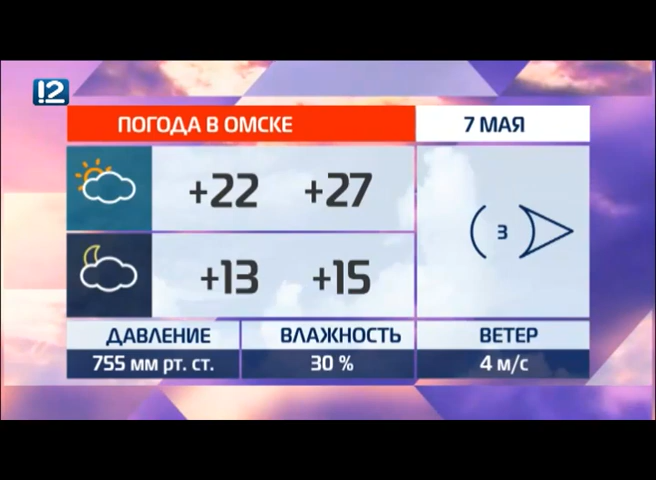 12
ПОГОДА В ОМСКЕ
7 МАЯ
+22 +27
З
+13 +15
ДАВЛЕНИЕ
ВЛАЖНОСТЬ
ВЕТЕР
755 мм рт. ст.
30 %
4 м/с